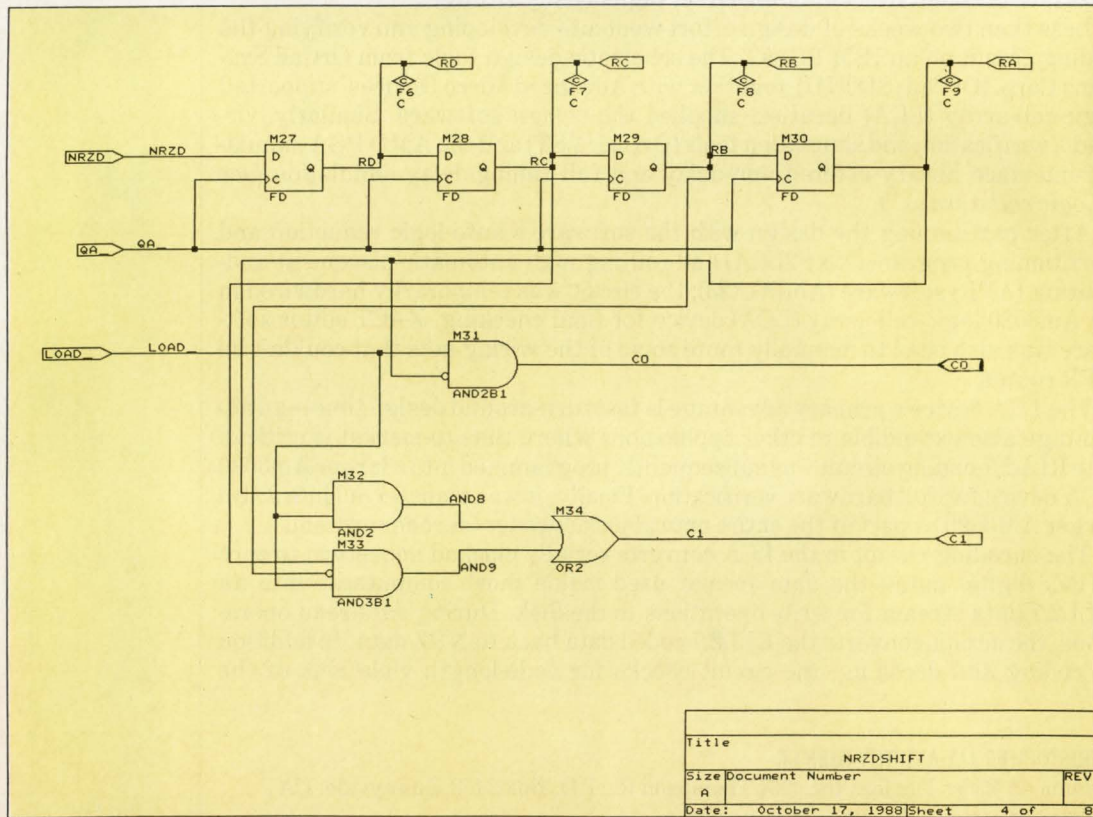 RD
RC
RB
RA
C
C
C
C
F6
F7
F8
F9
C
C
C
C
M27
M28
M29
M30
NRZD
NRZD
D
Q
RD
D
Q
RC
D
Q
RB
D
Q
C
C
C
C
FD
FD
FD
FD
QA_
QA_
M31
LOAD_
LOAD_
C0
C0
AND2B1
M32
AND8
M34
AND2
C1
C1
M33
AND9
OR2
AND3B1
Title
NRZDSHIFT
Size
Document Number
REV
A
Date: October 17, 1988
Sheet 4 of 8